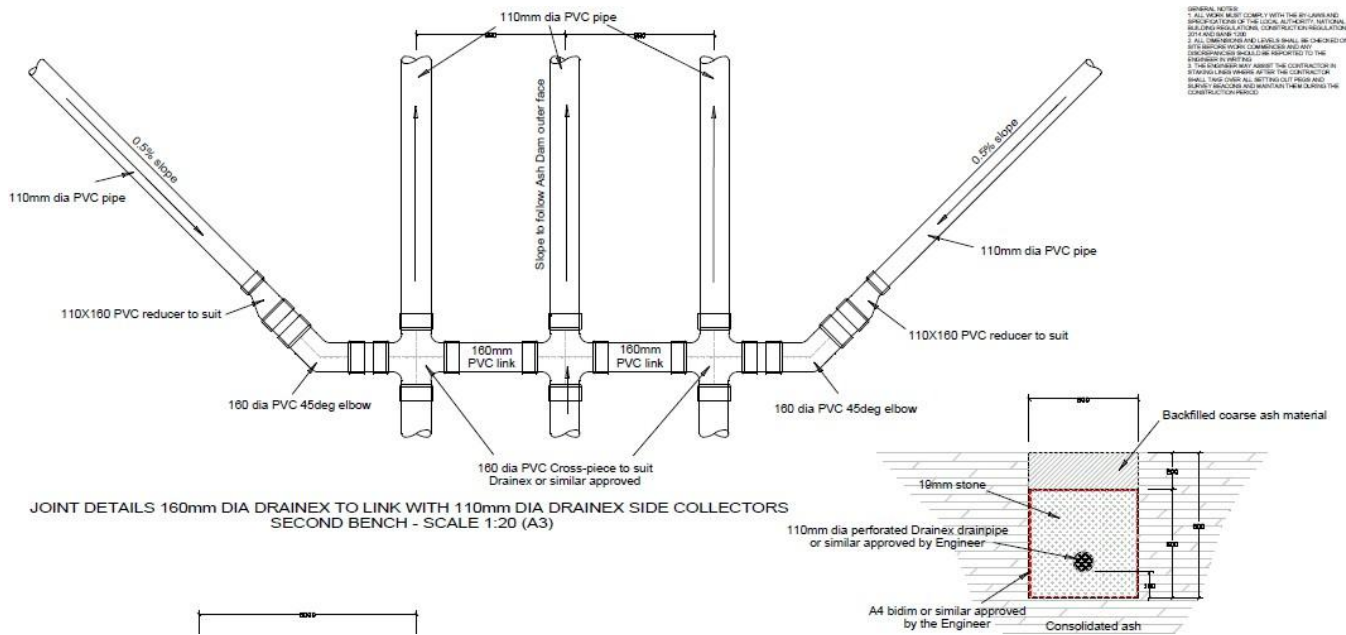 110mm dia PVC pipe
GENERAL NOTES
1. ALL WORK MUST COMPLY WITH THE BY-LAWS AND
SPECIFICATIONS OF THE LOCAL AUTHORITY, NATIONAL
BUILDING REGULATIONS, CONSTRUCTION REGULATION
2014 AND SANS 1200
2. ALL DIMENSIONS AND LEVELS SHALL BE CHECKED ON
SITE BEFORE WORK COMMENCES AND ANY
DISCREPANCIES SHOULD BE REPORTED TO THE
ENGINEER IN WRITING
3. THE ENGINEER MAY ASSIST THE CONTRACTOR IN
STAKING LINES WHERE AFTER THE CONTRACTOR
SHALL TAKE OVER ALL SETTING OUT PEGS AND
SURVEY BEACONS AND MAINTAIN THEM DURING THE
CONSTRUCTION PERIOD
0.5% slope
Slope to follow Ash Dam outer face
0.5% slope
110mm dia PVC pipe
110mm dia PVC pipe
110X160 PVC reducer to suit
110X160 PVC reducer to suit
160mm
PVC link
160mm
PVC link
160 dia PVC 45deg elbow
160 dia PVC 45deg elbow
160 dia PVC Cross-piece to suit
Drainex or similar approved
JOINT DETAILS 160mm DIA DRAINEX TO LINK WITH 110mm DIA DRAINEX SIDE COLLECTORS
SECOND BENCH - SCALE 1:20 (A3)
Backfilled coarse ash material
19mm stone
110mm dia perforated Drainex drainpipe
or similar approved by Engineer
A4 bidim or similar approved
by the Engineer
Consolidated ash